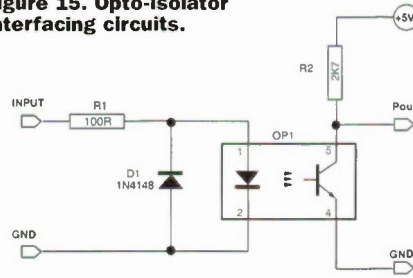 Figure 15. Opto-isolator
interfacing circuits.
+5V
R2
2K7
INPUT
R1
100R
Pout
OP1
D1
1N4148
1
5
2
4
GND
GND